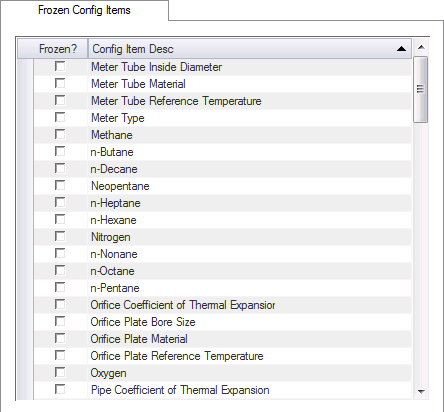 Frozen Config Items
Frozen? Config Item Desc
Meter Tube Inside Diameter
Meter Tube Material
Meter Tube Reference Temperature
Meter Type
Methane
n-Butane
n-Decane
Neopentane
n-Heptane
n-Hexane
Nitrogen
n-Nonane
n-Octane
n-Pentane
Orifice Coefficient of Thermal Expansion
Orifice Plate Bore Size
Orifice Plate Material
Orifice Plate Reference Temperature
Oxygen
Pipe Coefficient of Thermal Expansion